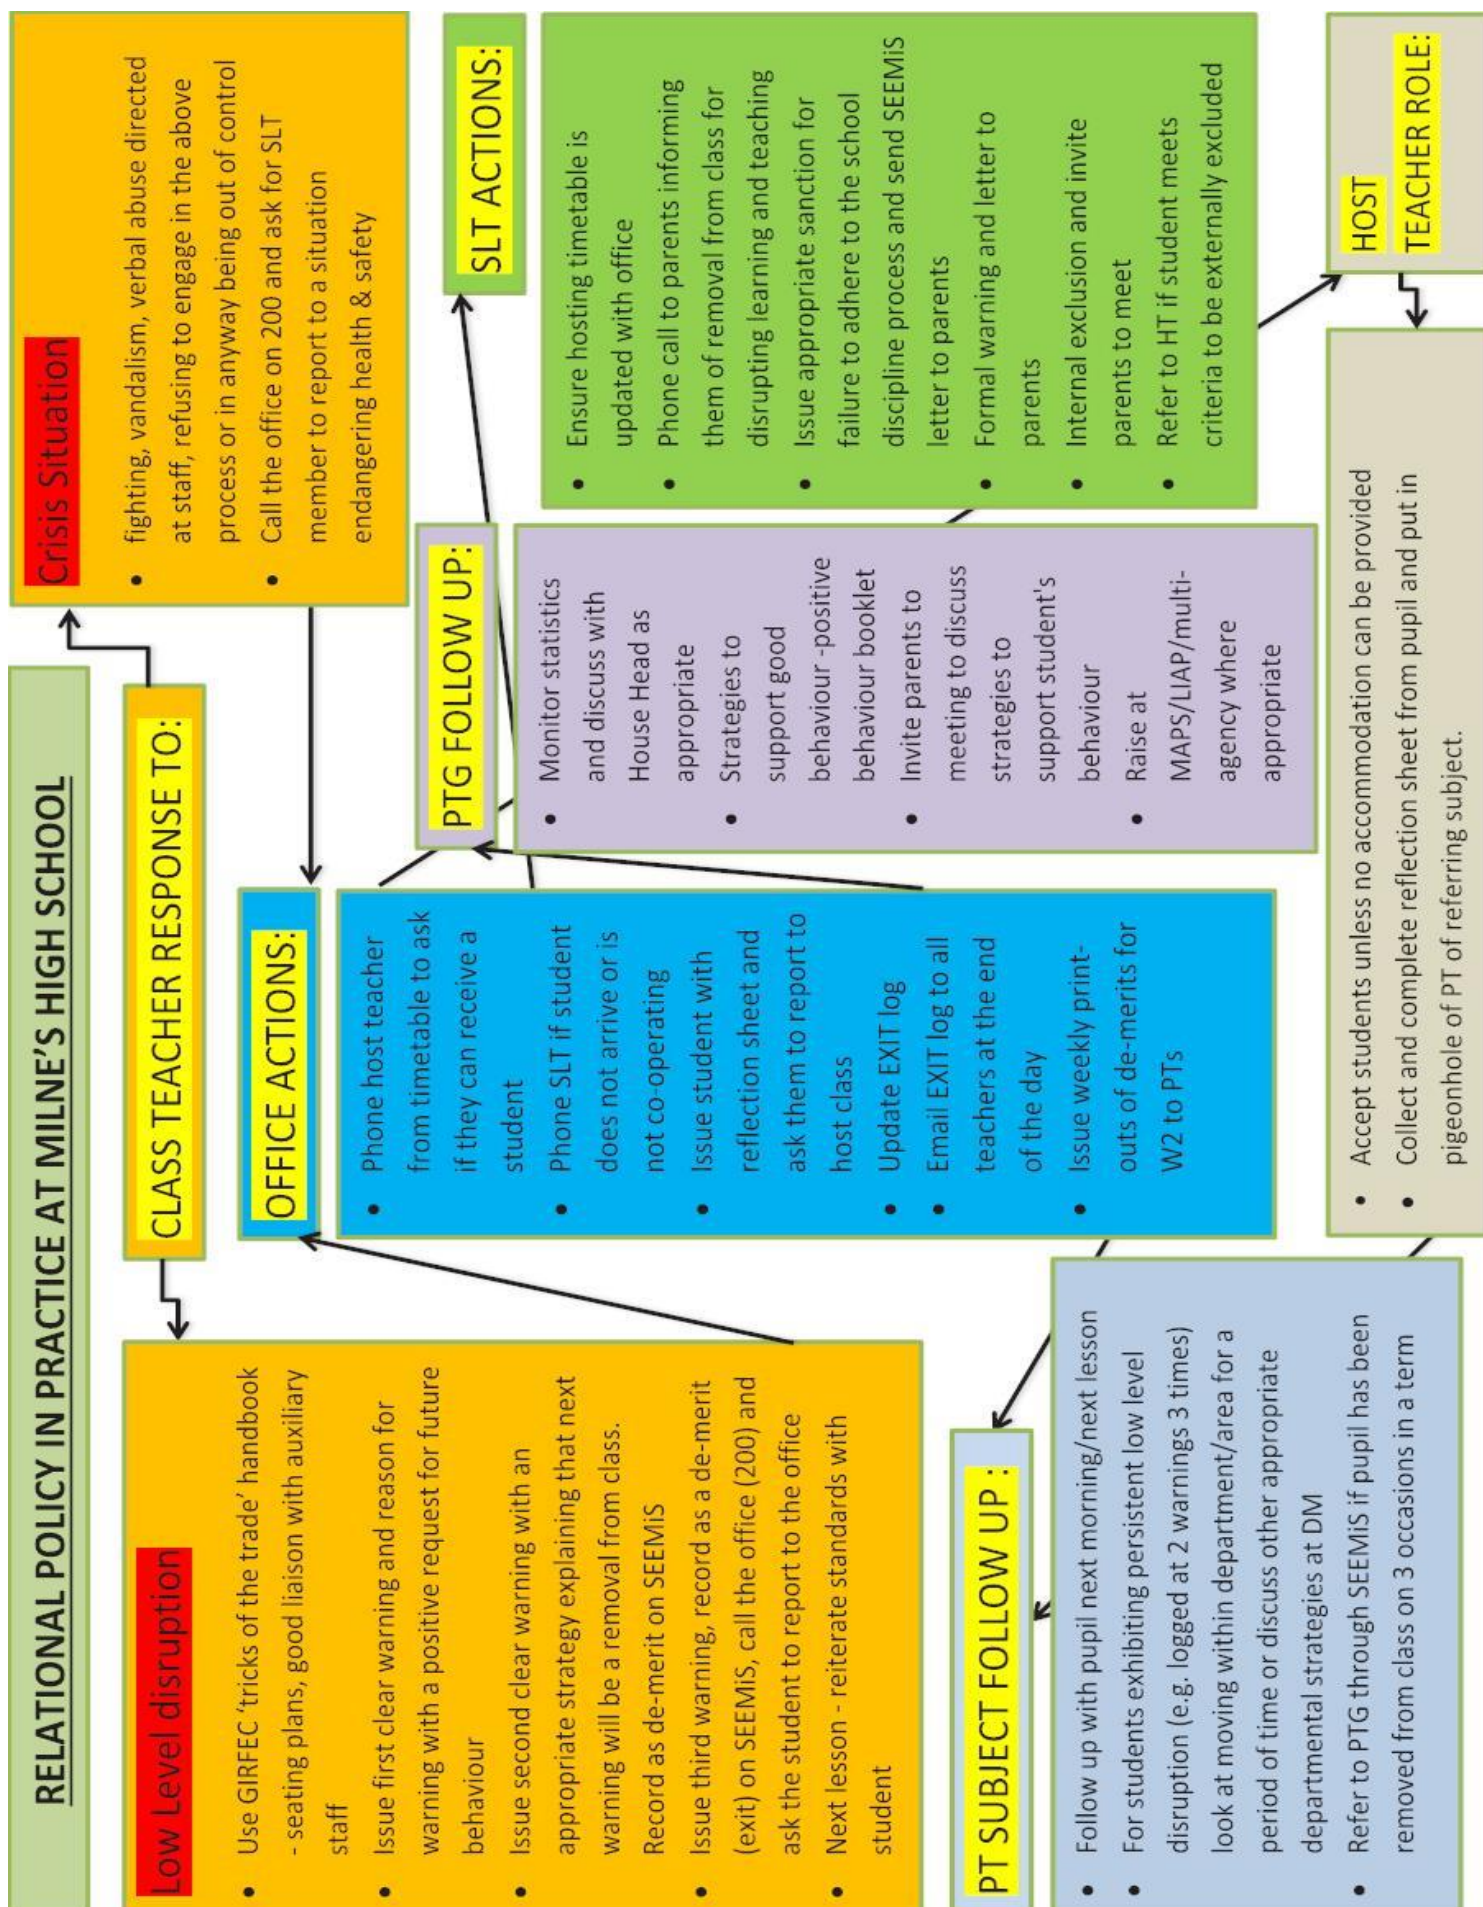 RELATIONAL POLICY IN PRACTICE AT MILNE'S HIGH SCHOOL
CLASS TEACHER RESPONSE TO:
Low Level disruption
• Use GIRFEC ‘tricks of the trade’ handbook
- seating plans, good liaison with auxiliary
staff
• Issue first clear warning and reason for
warning with a positive request for future
behaviour
• Issue second clear warning with an
appropriate strategy explaining that next
warning will be a removal from class.
Record as de-merit on SEEMiS
• Issue third warning, record as a de-merit
(exit) on SEEMiS, call the office (200) and
ask the student to report to the office
• Next lesson - reiterate standards with
student
Crisis Situation
• fighting, vandalism, verbal abuse directed
at staff, refusing to engage in the above
process or in anyway being out of control
• Call the office on 200 and ask for SLT
member to report to a situation
endangering health & safety
OFFICE ACTIONS:
• Phone host teacher
from timetable to ask
if they can receive a
student
• Phone SLT if student
does not arrive or is
not co-operating
• Issue student with
reflection sheet and
ask them to report to
host class
• Update EXIT log
• Email EXIT log to all
teachers at the end
of the day
• Issue weekly print-
outs of de-merits for
W2 to PTs
PTG FOLLOW UP:
• Monitor statistics
and discuss with
House Head as
appropriate
• Strategies to
support good
behaviour -positive
behaviour booklet
• Invite parents to
meeting to discuss
strategies to
support student's
behaviour
• Raise at
MAPS/LIAP/multi-
agency where
appropriate
SLT ACTIONS:
• Ensure hosting timetable is
updated with office
• Phone call to parents informing
them of removal from class for
disrupting learning and teaching
• Issue appropriate sanction for
failure to adhere to the school
discipline process and send SEEMiS
letter to parents
• Formal warning and letter to
parents
• Internal exclusion and invite
parents to meet
• Refer to HT if student meets
criteria to be externally excluded
PT SUBJECT FOLLOW UP :
• Follow up with pupil next morning/next lesson
• For students exhibiting persistent low level
disruption (e.g. logged at 2 warnings 3 times)
look at moving within department/area for a
period of time or discuss other appropriate
departmental strategies at DM
• Refer to PTG through SEEMiS if pupil has been
removed from class on 3 occasions in a term
HOST
TEACHER ROLE:
• Accept students unless no accommodation can be provided
• Collect and complete reflection sheet from pupil and put in
pigeonhole of PT of referring subject.